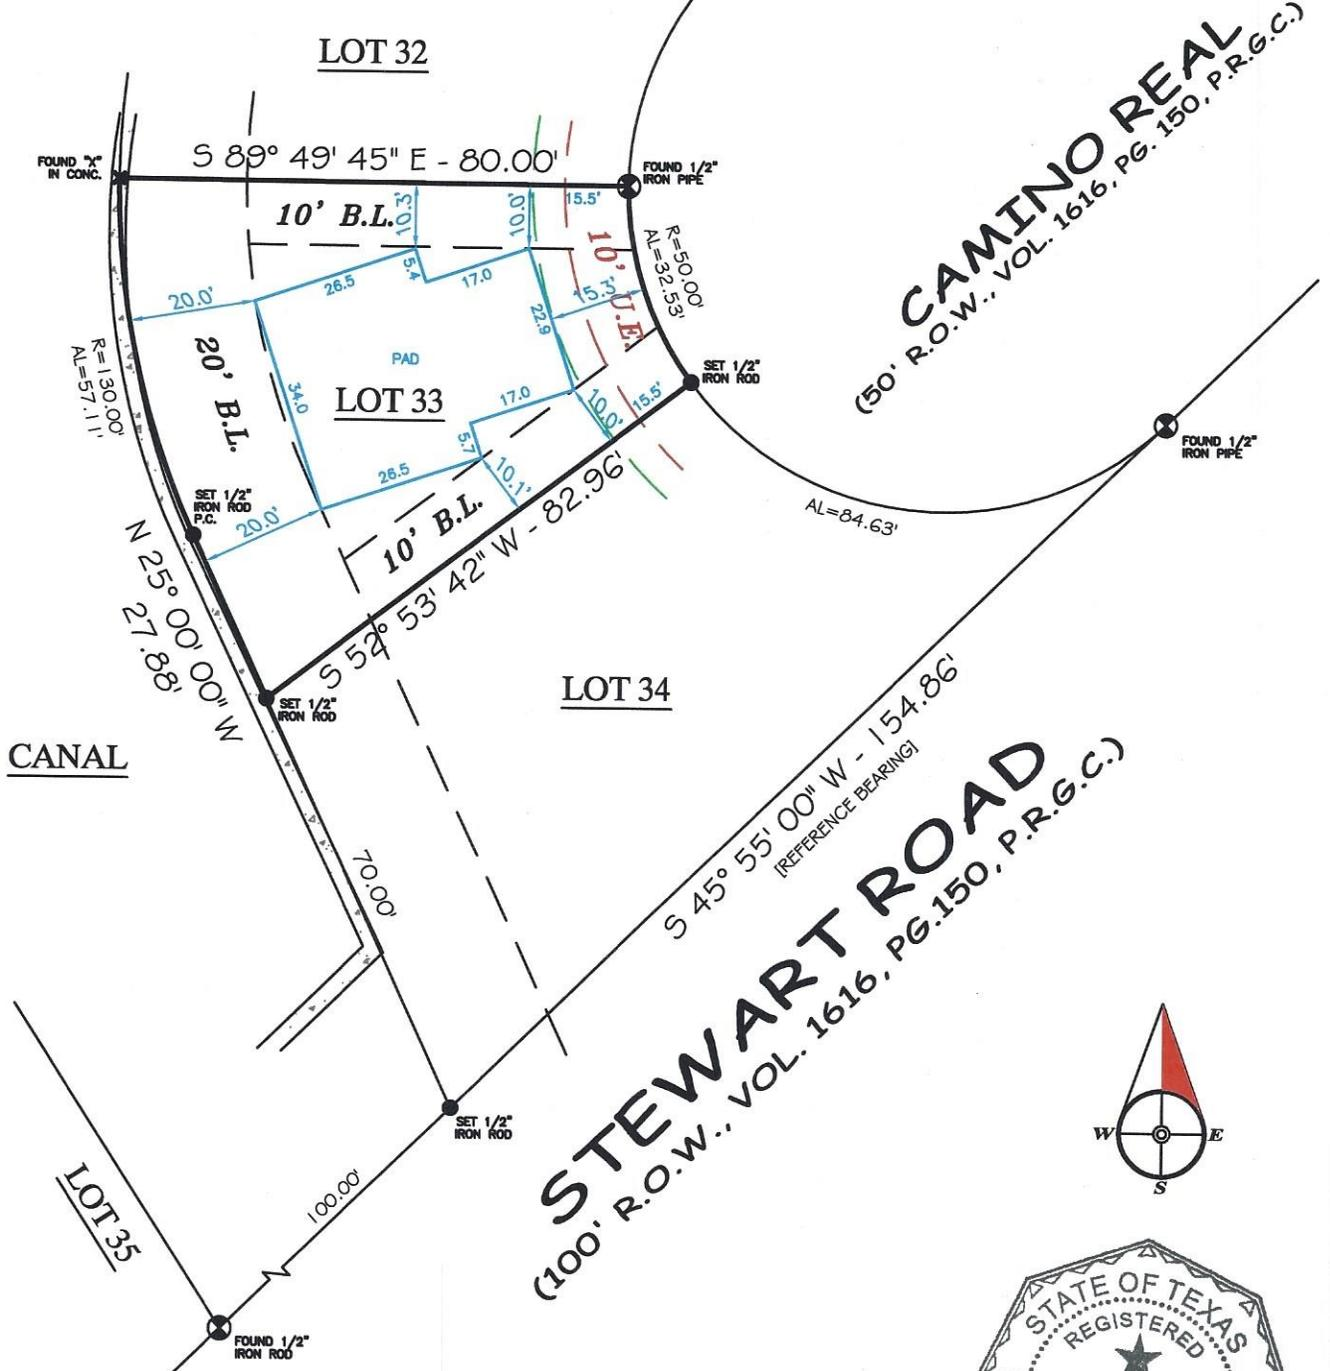 LOT 32
CAMINO REAL
(50' R.O.W., VOL. 1616, PG. 150, P.R.G.C.)
FOUND "X"
IN CONC.
S 89° 49' 45" E - 80.00'
FOUND 1/2"
IRON PIPE
10' B.L.
10.3'
10.0'
15.5'
10' U.E.
R=50.00'
AL=32.53'
26.5
5.4
17.0
20.0'
15.3'
22.9
R=130.00'
AL=57.11'
20' B.L.
PAD
34.0
LOT 33
17.0
10.0'
15.5'
SET 1/2"
IRON ROD
5.7
26.5
10.1'
FOUND 1/2"
IRON PIPE
SET 1/2"
IRON ROD
P.C.
20.0'
10' B.L.
AL=84.63'
S 52° 53' 42" W - 82.96'
N 25° 00' 00" W
27.88'
SET 1/2"
IRON ROD
LOT 34
CANAL
70.00'
S 45° 55' 00" W - 154.86'
[REFERENCE BEARING]
STEWART ROAD
(100' R.O.W., VOL. 1616, PG.150, P.R.G.C.)
SET 1/2"
IRON ROD
W
E
S
LOT 35
100.00'
FOUND 1/2"
IRON ROD
STATE OF TEXAS
REGISTERED